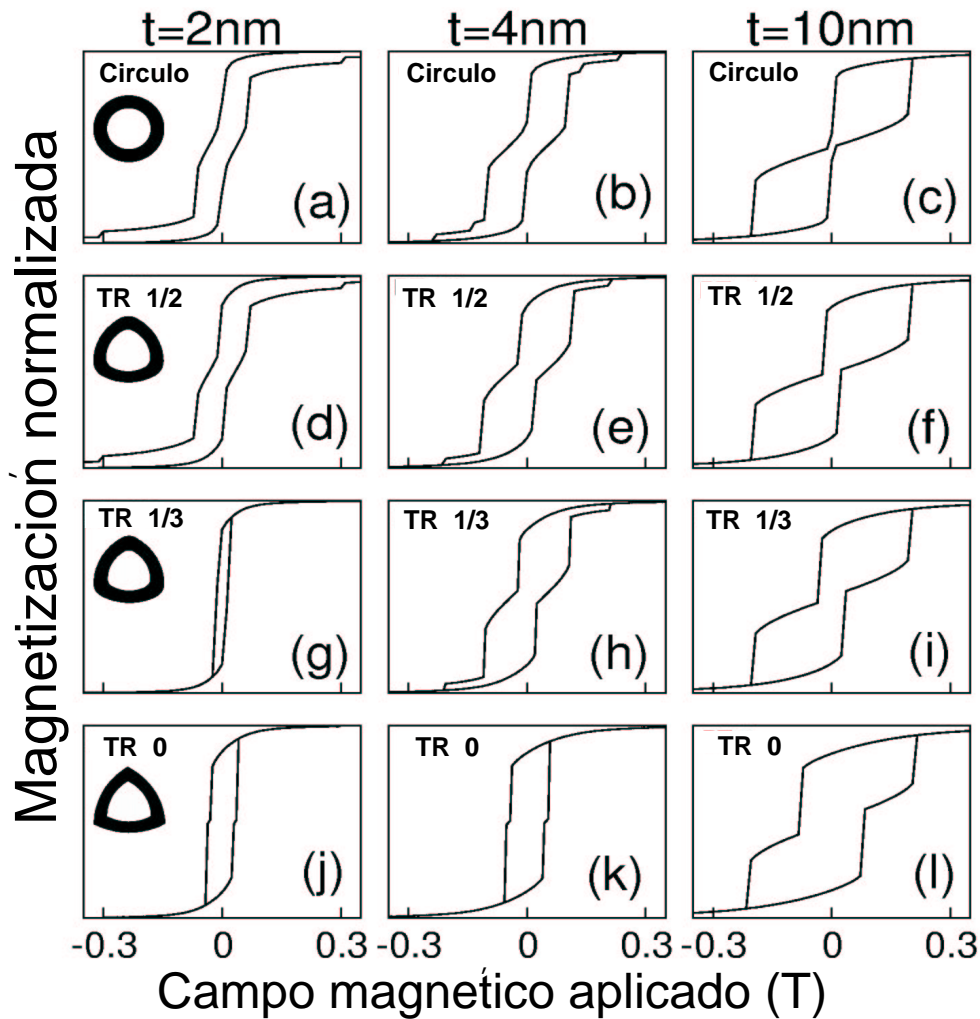 t=2nm t=4nm t=10nm
Circulo Circulo Circulo
(a) (b) (c)
TR 1/2 TR 1/2 TR 1/2
(d) (e) (f)
TR 1/3 TR 1/3 TR 1/3
(g) (h) (i)
TR 0 TR 0 TR 0
(j) (k) (l)
-0.3 0 0.3 -0.3 0 0.3 -0.3 0 0.3
Campo magnético aplicado (T)
Magnetización normalizada